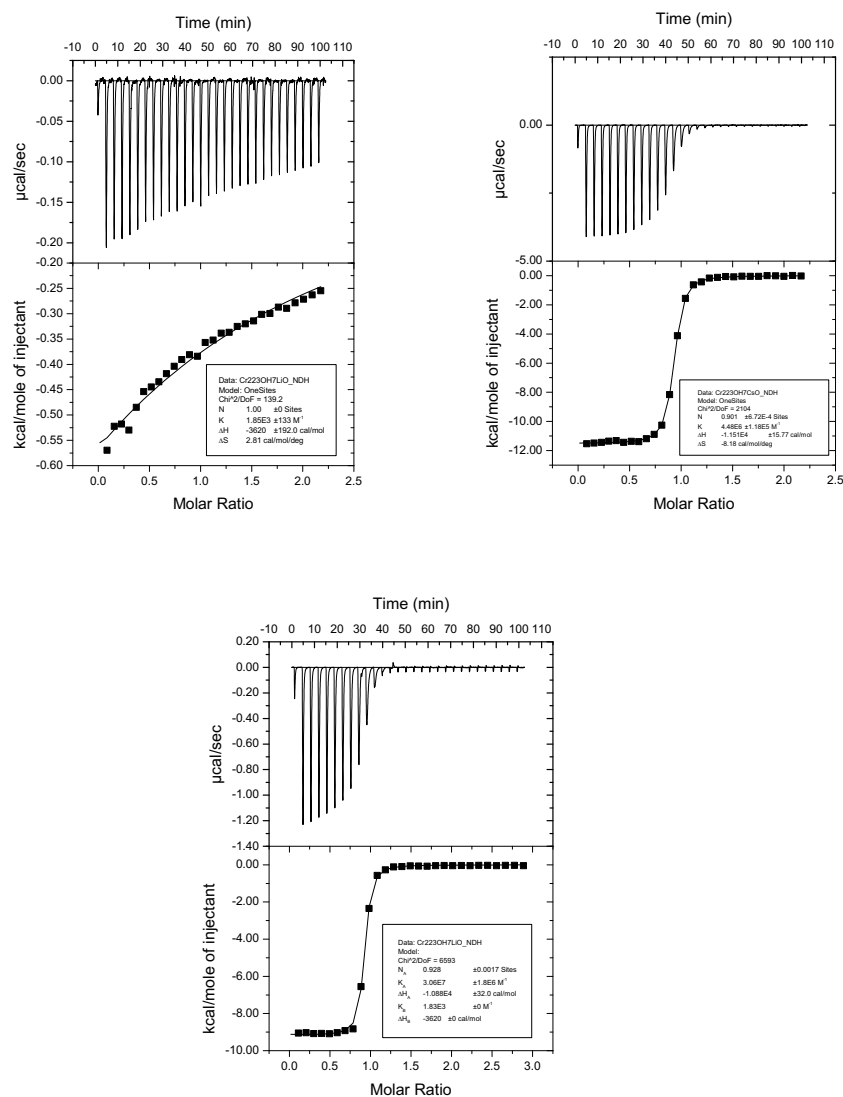 Time (min)
-10 0 10 20 30 40 50 60 70 80 90 100 110
0.00
-0.05
-0.10
-0.15
-0.20
-0.20
µcal/sec
-0.25
-0.30
-0.35
-0.40
-0.45
-0.50
-0.55
-0.60
kcal/mole of injectant
Data: Cr223OH7LiO_NDH
Model: OneSites
Chi^2/DoF = 139.2
N 1.00 ±0 Sites
K 1.85E3 ±133 M⁻¹
ΔH -3620 ±192.0 cal/mol
ΔS 2.81 cal/mol/deg
0.0 0.5 1.0 1.5 2.0 2.5
Molar Ratio
Time (min)
-10 0 10 20 30 40 50 60 70 80 90 100 110
0.00
-5.00
µcal/sec
0.00
-2.00
-4.00
-6.00
-8.00
-10.00
-12.00
kcal/mole of injectant
Data: Cr223OH7CsO_NDH
Model: OneSites
Chi^2/DoF = 2104
N 0.901 ±6.72E-4 Sites
K 4.48E6 ±1.18E5 M⁻¹
ΔH -1.151E4 ±15.77 cal/mol
ΔS -8.18 cal/mol/deg
0.0 0.5 1.0 1.5 2.0 2.5
Molar Ratio
Time (min)
-10 0 10 20 30 40 50 60 70 80 90 100 110
0.20
0.00
-0.20
-0.40
-0.60
-0.80
-1.00
-1.20
-1.40
µcal/sec
0.00
-2.00
-4.00
-6.00
-8.00
-10.00
kcal/mole of injectant
Data: Cr223OH7LiO_NDH
Model:
Chi^2/DoF = 6593
N_A 0.928 ±0.0017 Sites
K_A 3.06E7 ±1.8E6 M⁻¹
ΔH_A -1.088E4 ±32.0 cal/mol
K_B 1.83E3 ±0 M⁻¹
ΔH_B -3620 ±0 cal/mol
0.0 0.5 1.0 1.5 2.0 2.5 3.0
Molar Ratio